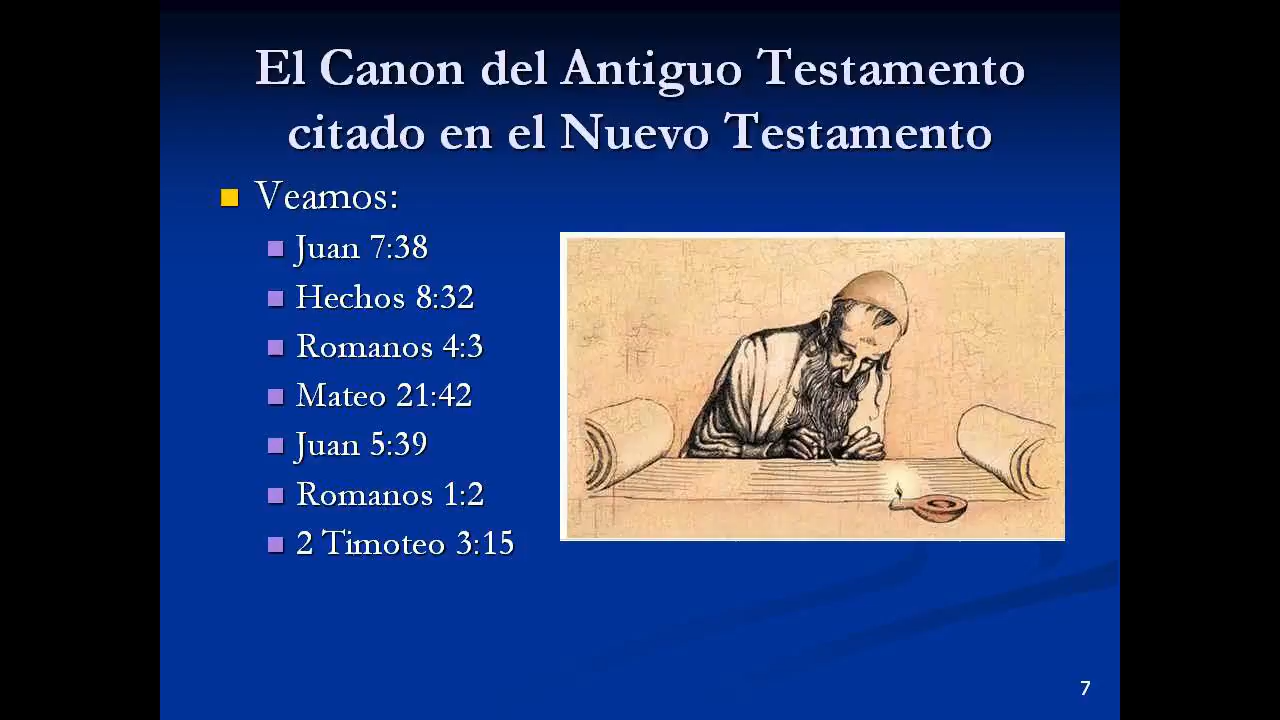 El Canon del Antiguo Testamento
citado en el Nuevo Testamento
Veamos:
Juan 7:38
Hechos 8:32
Romanos 4:3
Mateo 21:42
Juan 5:39
Romanos 1:2
2 Timoteo 3:15
7